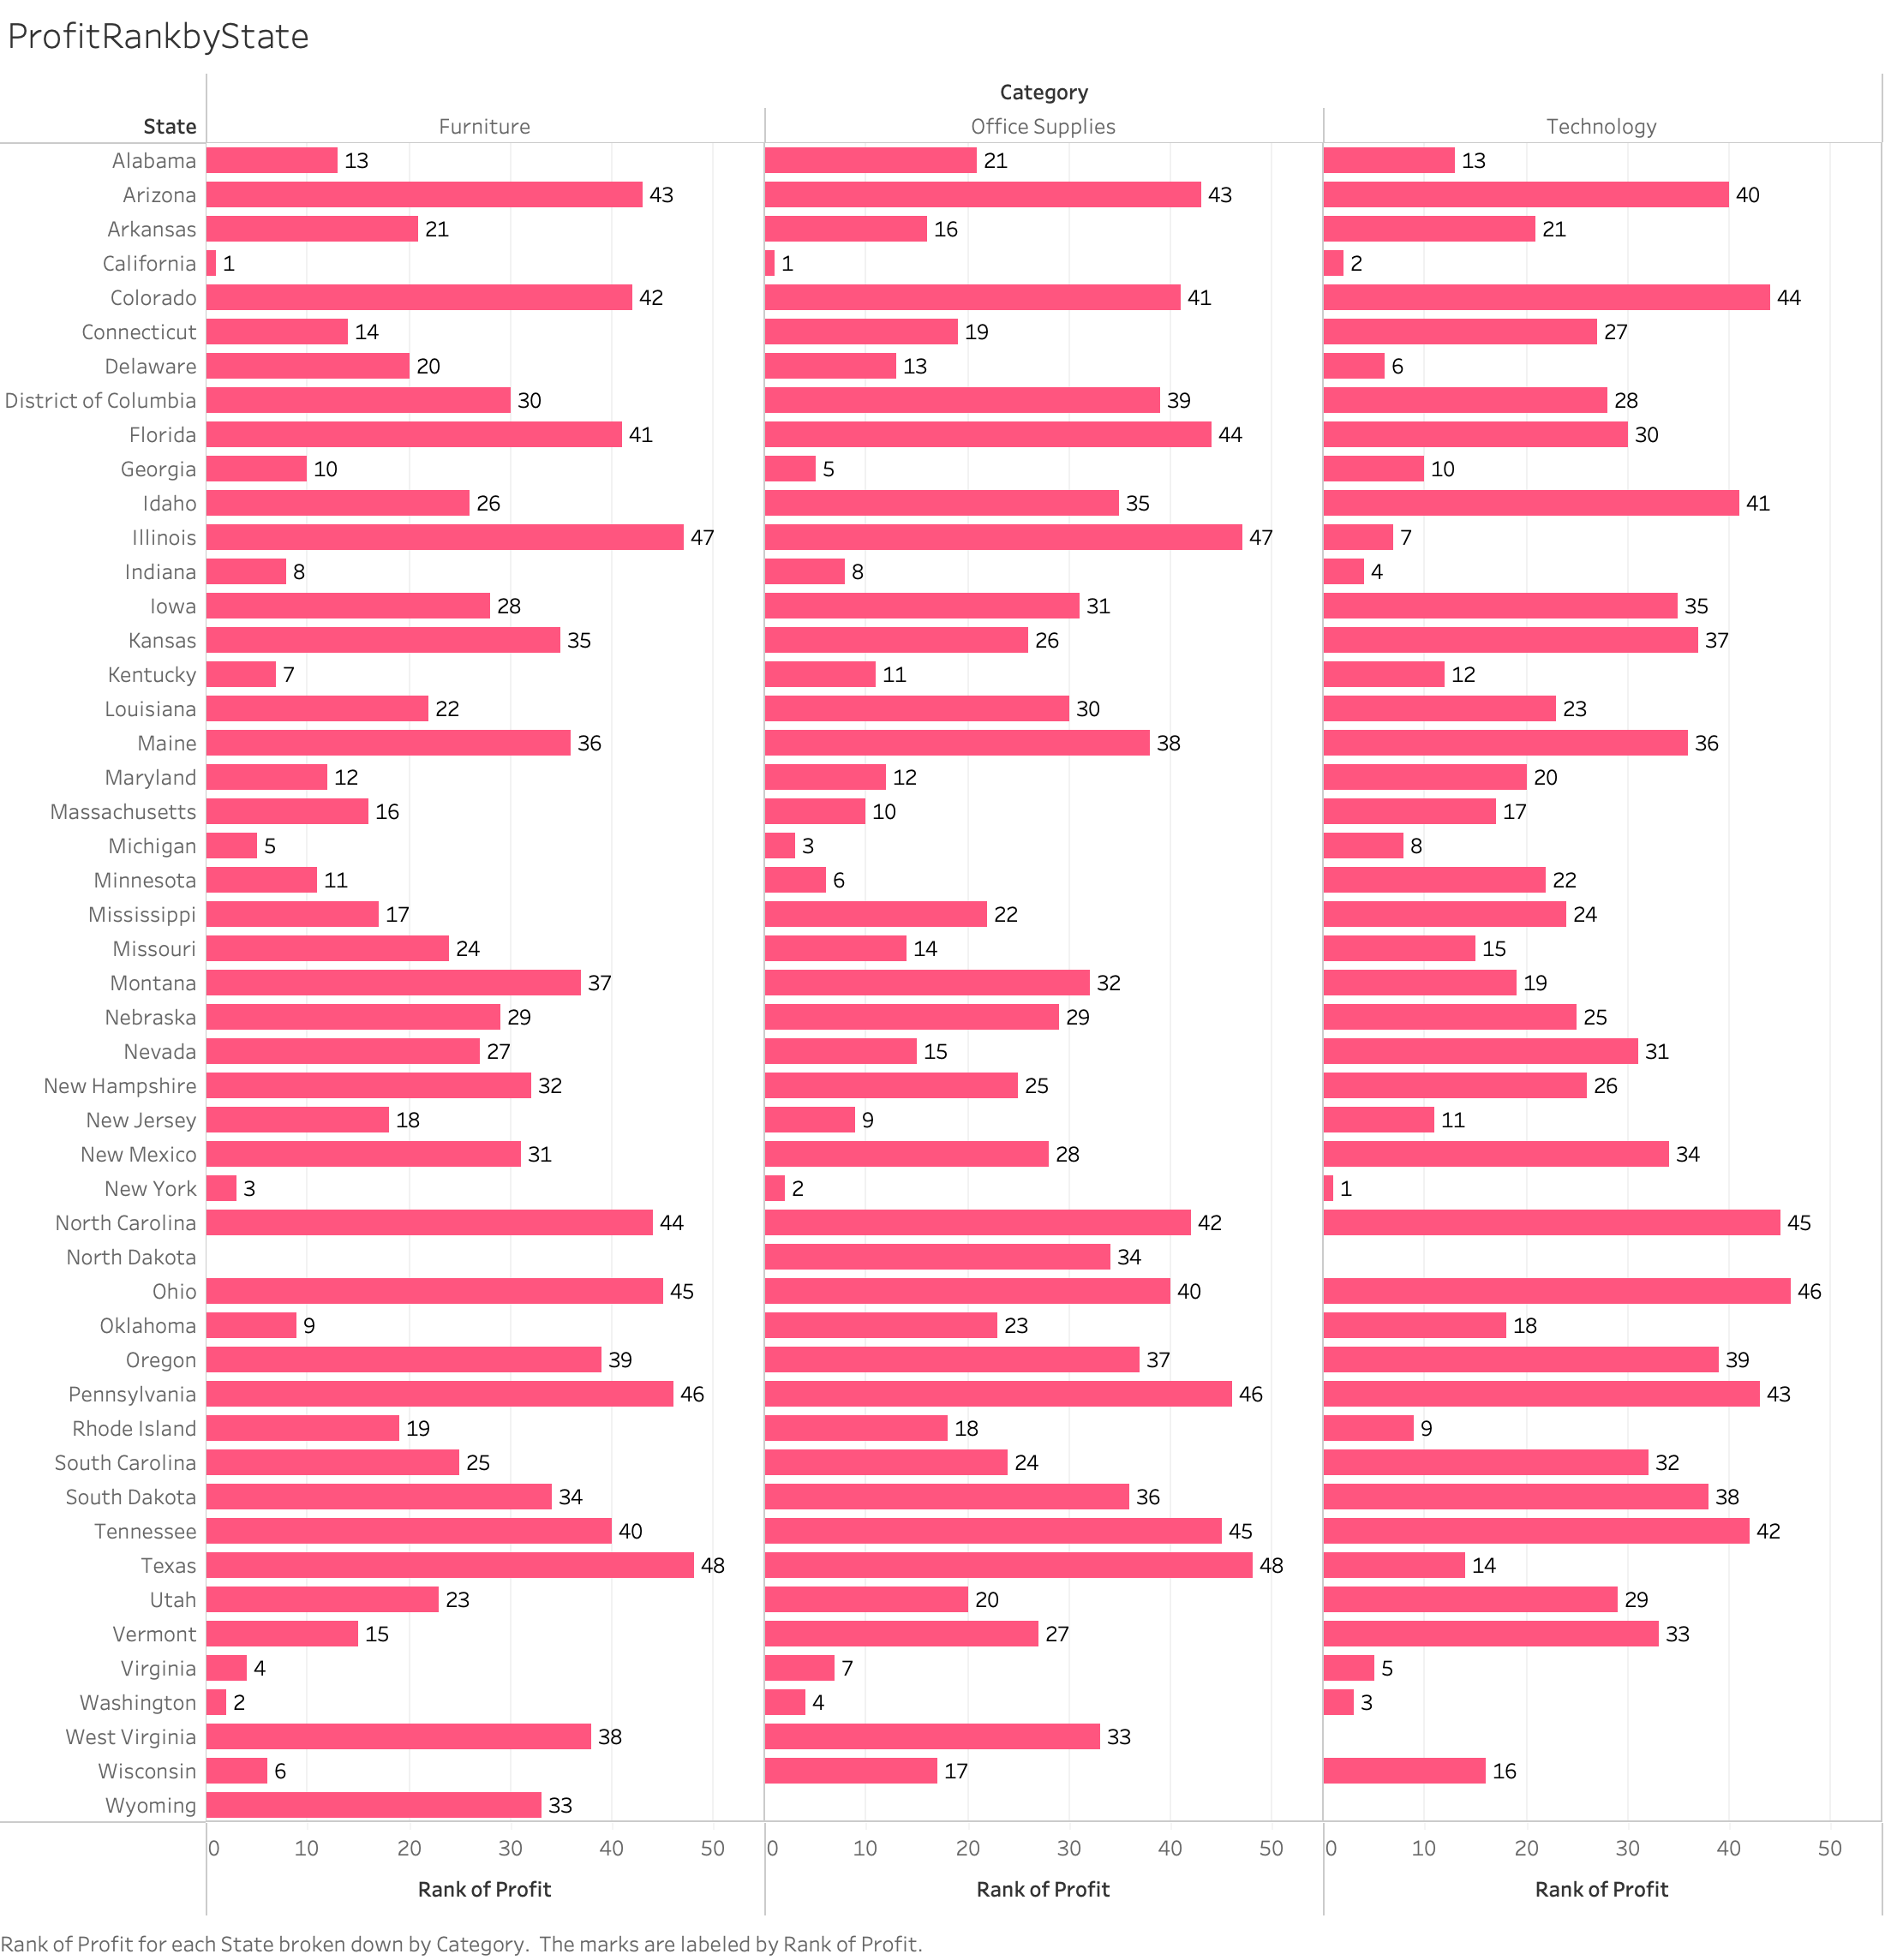 ProfitRankbyState
Category
State Furniture Office Supplies Technology
Alabama 13 21 13
Arizona 43 43 40
Arkansas 21 16 21
California 1 1 2
Colorado 42 41 44
Connecticut 14 19 27
Delaware 20 13 6
District of Columbia 30 39 28
Florida 41 44 30
Georgia 10 5 10
Idaho 26 35 41
Illinois 47 47 7
Indiana 8 8 4
Iowa 28 31 35
Kansas 35 26 37
Kentucky 7 11 12
Louisiana 22 30 23
Maine 36 38 36
Maryland 12 12 20
Massachusetts 16 10 17
Michigan 5 3 8
Minnesota 11 6 22
Mississippi 17 22 24
Missouri 24 14 15
Montana 37 32 19
Nebraska 29 29 25
Nevada 27 15 31
New Hampshire 32 25 26
New Jersey 18 9 11
New Mexico 31 28 34
New York 3 2 1
North Carolina 44 42 45
North Dakota 34
Ohio 45 40 46
Oklahoma 9 23 18
Oregon 39 37 39
Pennsylvania 46 46 43
Rhode Island 19 18 9
South Carolina 25 24 32
South Dakota 34 36 38
Tennessee 40 45 42
Texas 48 48 14
Utah 23 20 29
Vermont 15 27 33
Virginia 4 7 5
Washington 2 4 3
West Virginia 38 33
Wisconsin 6 17 16
Wyoming 33
0 10 20 30 40 50 0 10 20 30 40 50 0 10 20 30 40 50
Rank of Profit Rank of Profit Rank of Profit
Rank of Profit for each State broken down by Category. The marks are labeled by Rank of Profit.